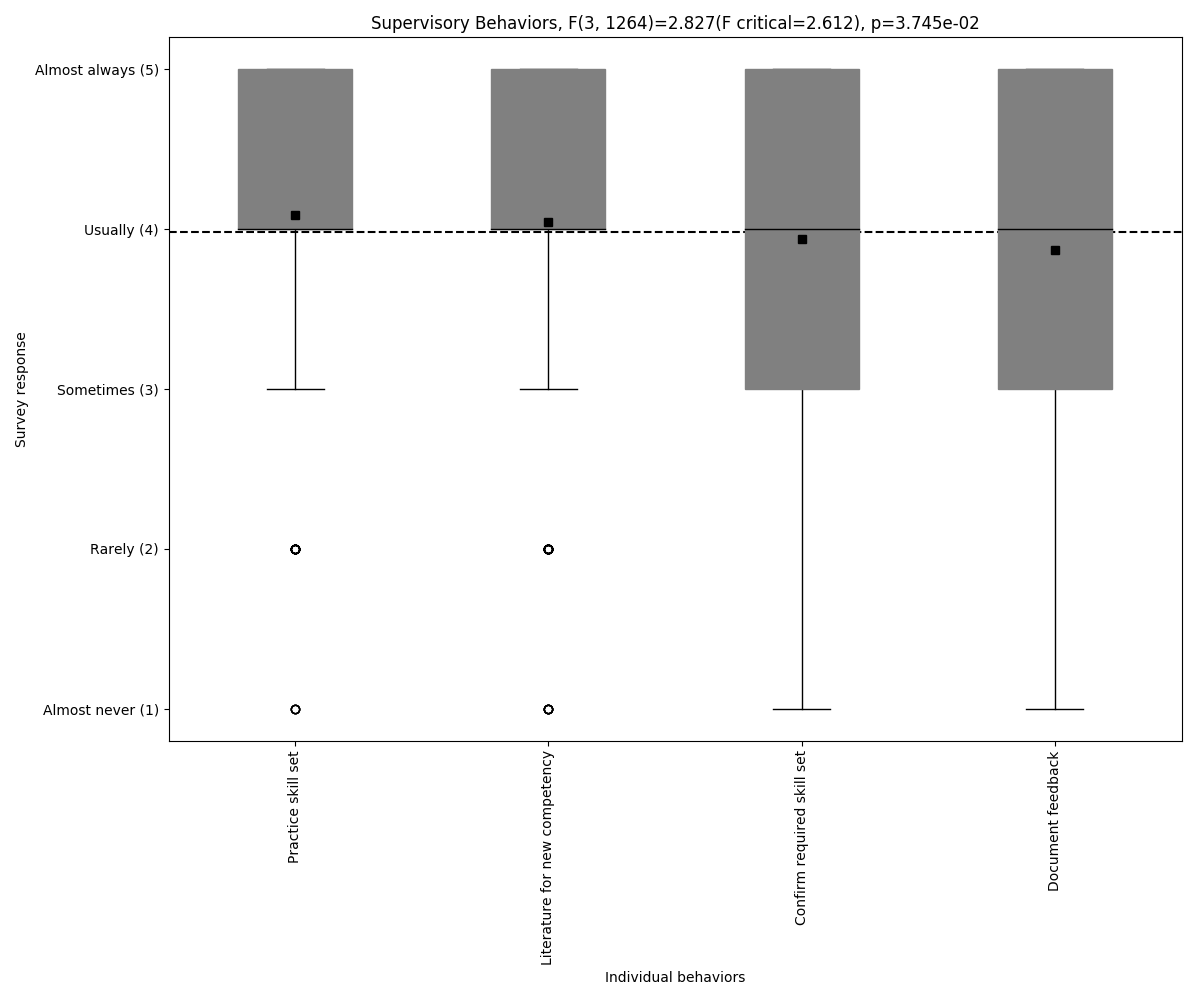 Supervisory Behaviors, F(3, 1264)=2.827(F critical=2.612), p=3.745e-02
Almost always (5)
Usually (4)
Sometimes (3)
Rarely (2)
Almost never (1)
Survey response
Practice skill set
Literature for new competency
Confirm required skill set
Document feedback
Individual behaviors